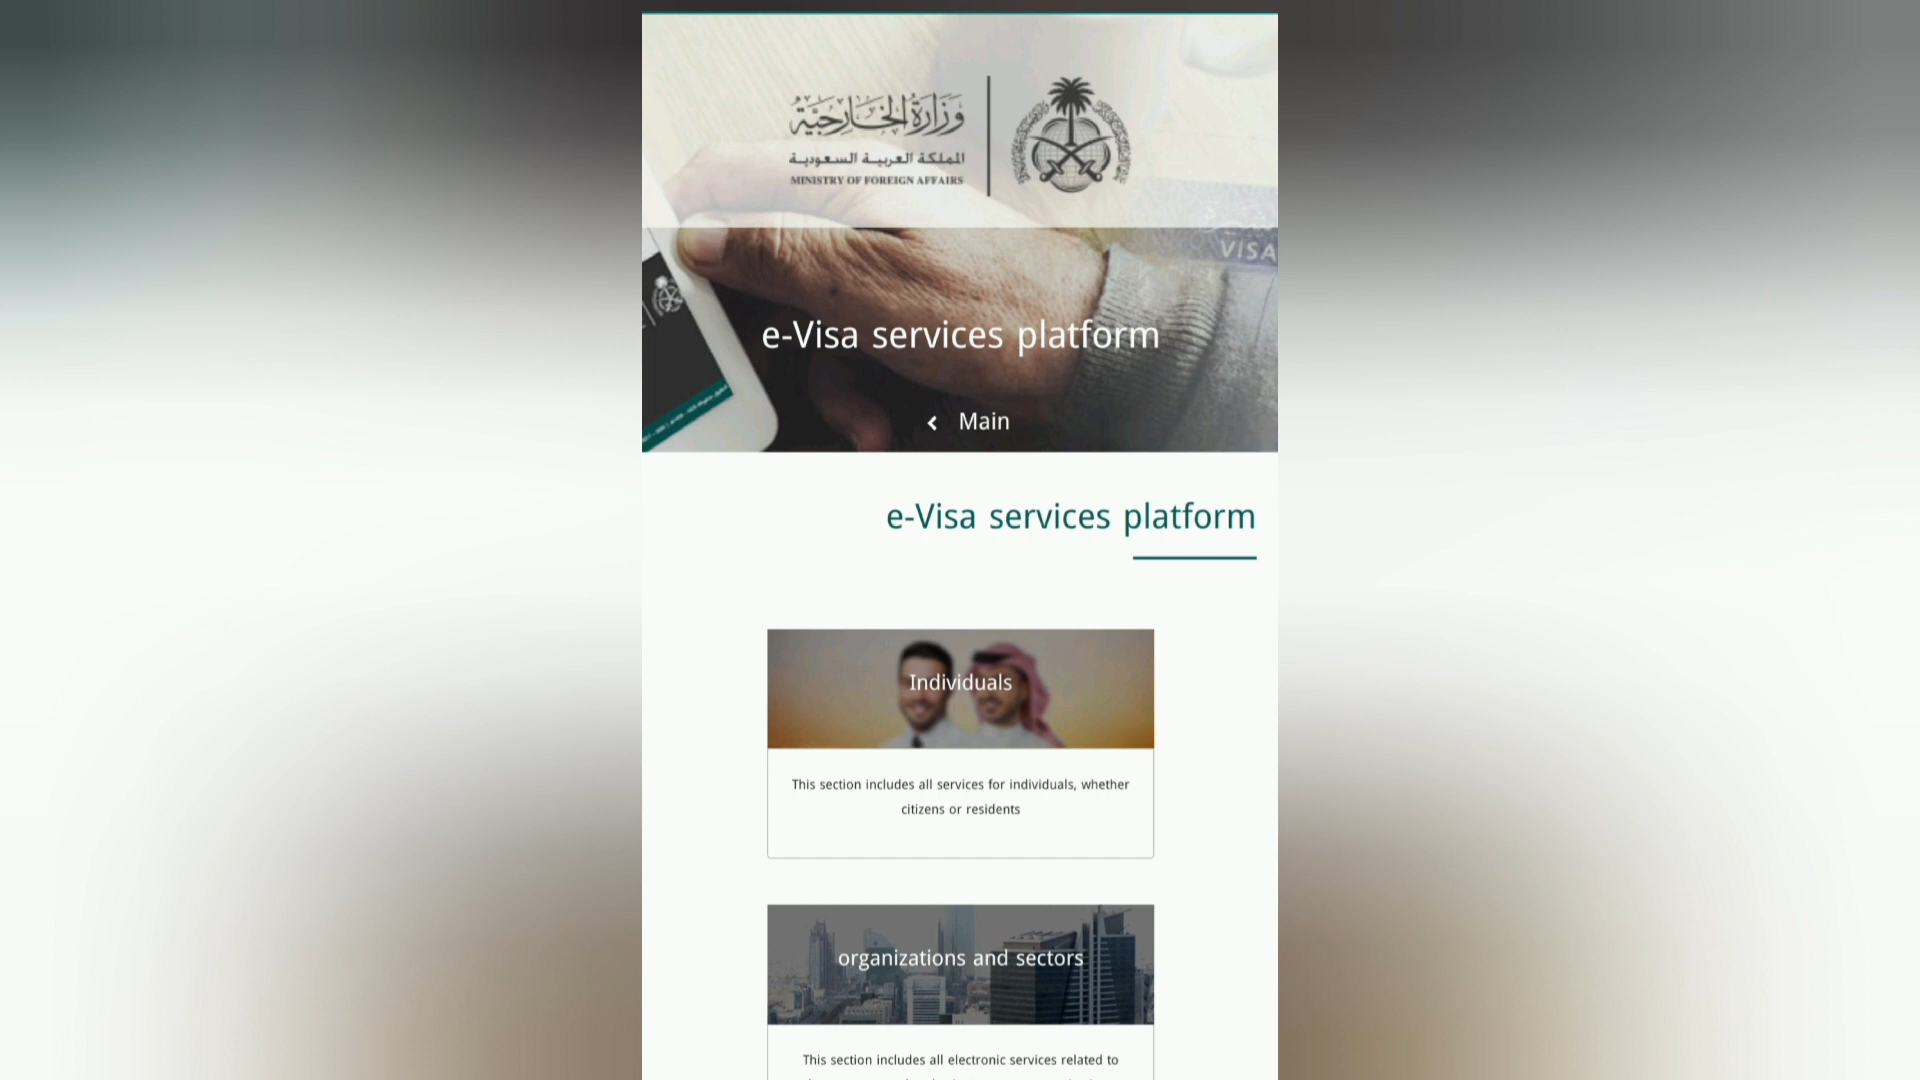 وزارة الخارجية
المملكة العربية السعودية
MINISTRY OF FOREIGN AFFAIRS
VISA
e-Visa services platform
Main
e-Visa services platform
Individuals
This section includes all services for individuals, whether
citizens or residents
organizations and sectors
This section includes all electronic services related to